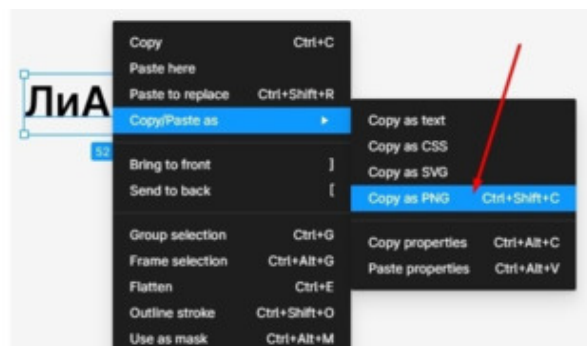 ЛиА
52
Copy Ctrl+C
Paste here
Paste to replace Ctrl+Shift+R
Copy/Paste as
Bring to front ]
Send to back [
Group selection Ctrl+G
Frame selection Ctrl+Alt+G
Flatten Ctrl+E
Outline stroke Ctrl+Shift+O
Use as mask Ctrl+Alt+M
Copy as text
Copy as CSS
Copy as SVG
Copy as PNG Ctrl+Shift+C
Copy properties Ctrl+Alt+C
Paste properties Ctrl+Alt+V